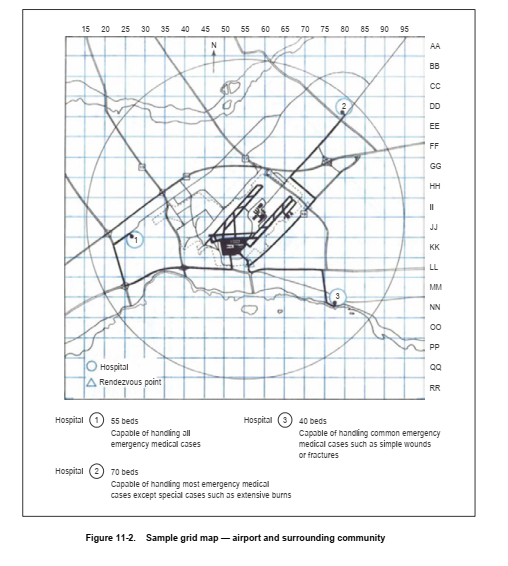 15 20 25 30 35 40 45 50 55 60 65 70 75 80 85 90 95
N
AA
BB
CC
2
DD
EE
FF
GG
HH
II
JJ
1
KK
LL
MM
3
NN
OO
PP
Hospital
QQ
Rendezvous point
RR
Hospital 1 55 beds
Capable of handling all
emergency medical cases
Hospital 3 40 beds
Capable of handling common emergency
medical cases such as simple wounds
or fractures
Hospital 2 70 beds
Capable of handling most emergency medical
cases except special cases such as extensive burns
Figure 11-2. Sample grid map — airport and surrounding community